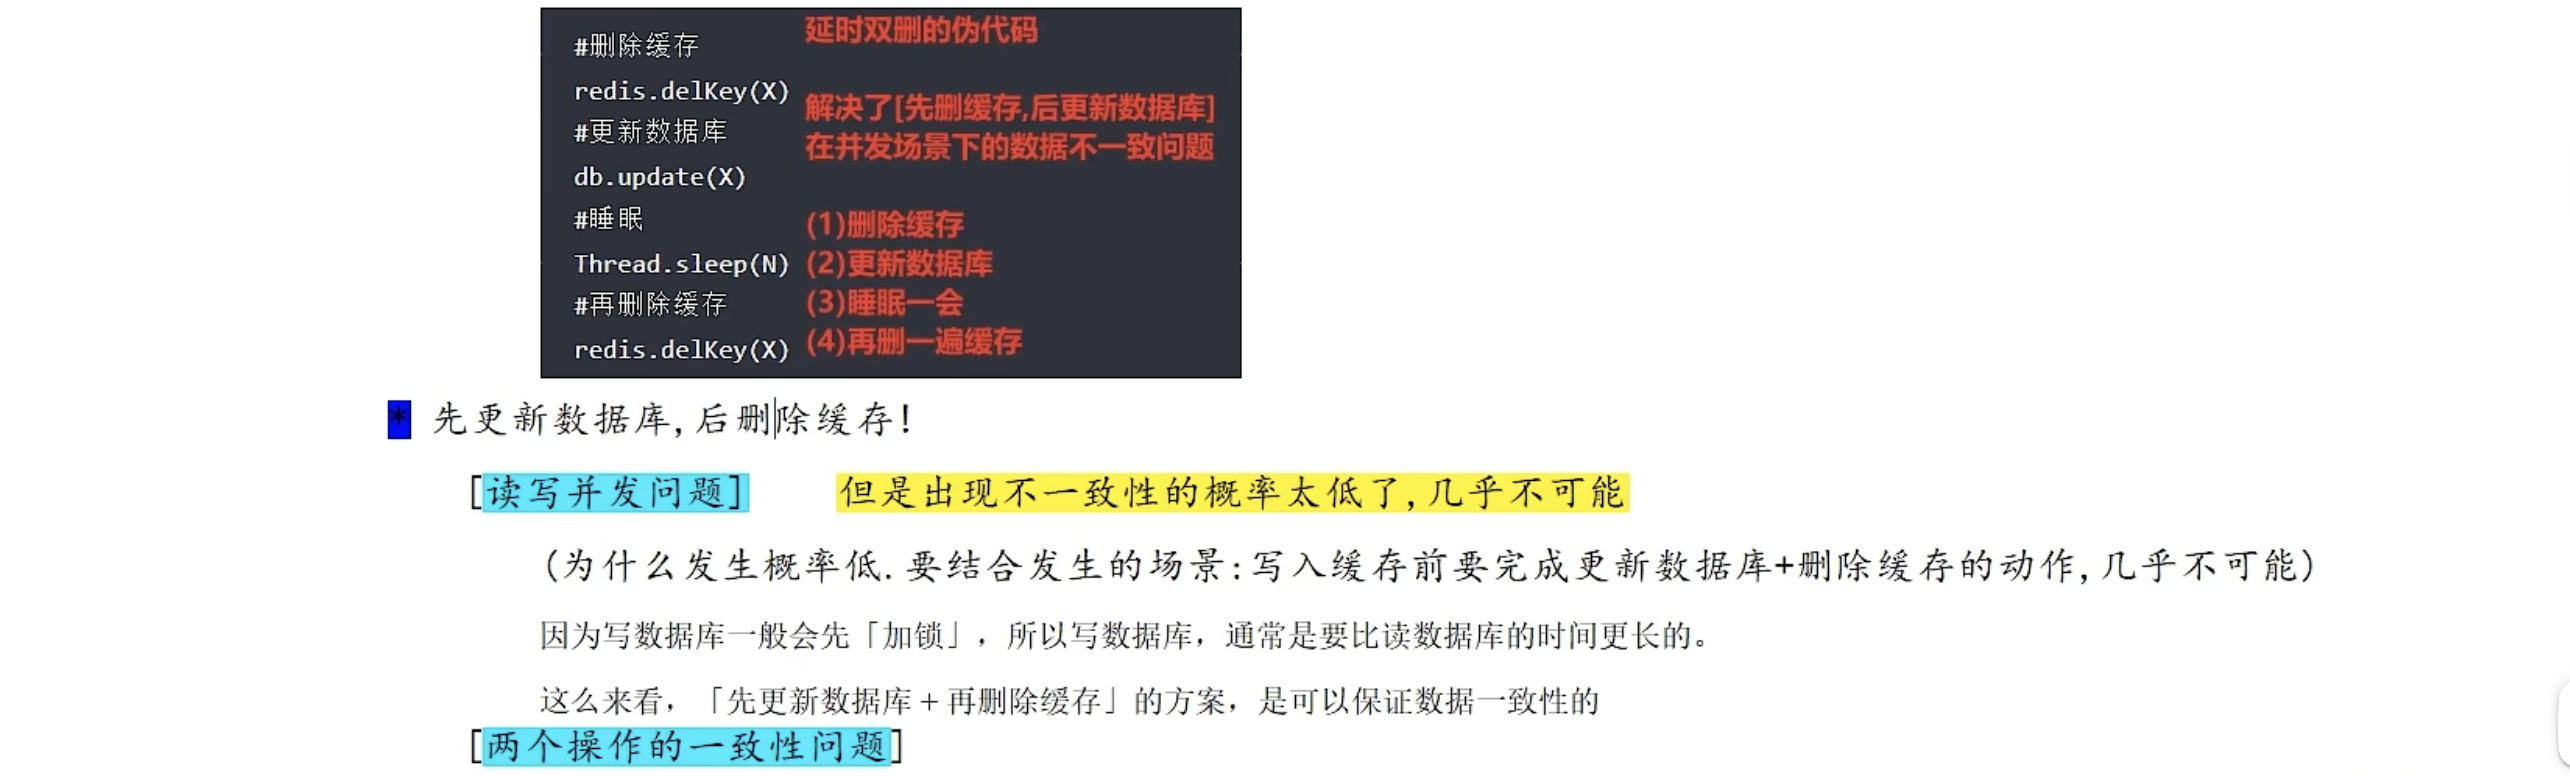 #删除缓存
redis.delKey(X)
#更新数据库
db.update(X)
#睡眠
Thread.sleep(N)
#再删除缓存
redis.delKey(X)
延时双删的伪代码
解决了[先删缓存,后更新数据库]
在并发场景下的数据不一致问题
(1)删除缓存
(2)更新数据库
(3)睡眠一会
(4)再删一遍缓存
* 先更新数据库,后删除缓存!
[读写并发问题] 但是出现不一致性的概率太低了,几乎不可能
(为什么发生概率低.要结合发生的场景:写入缓存前要完成更新数据库+删除缓存的动作,几乎不可能)
因为写数据库一般会先「加锁」，所以写数据库，通常是要比读数据库的时间更长的。
这么来看，「先更新数据库 + 再删除缓存」的方案，是可以保证数据一致性的
[两个操作的一致性问题]